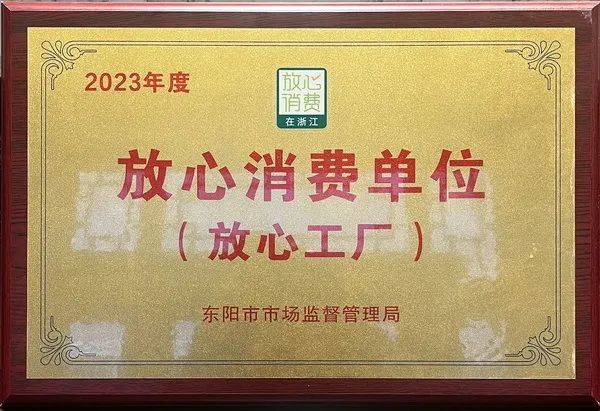 2023年度
放心
消费
在浙江
放心消费单位
（放心工厂）
东阳市市场监督管理局